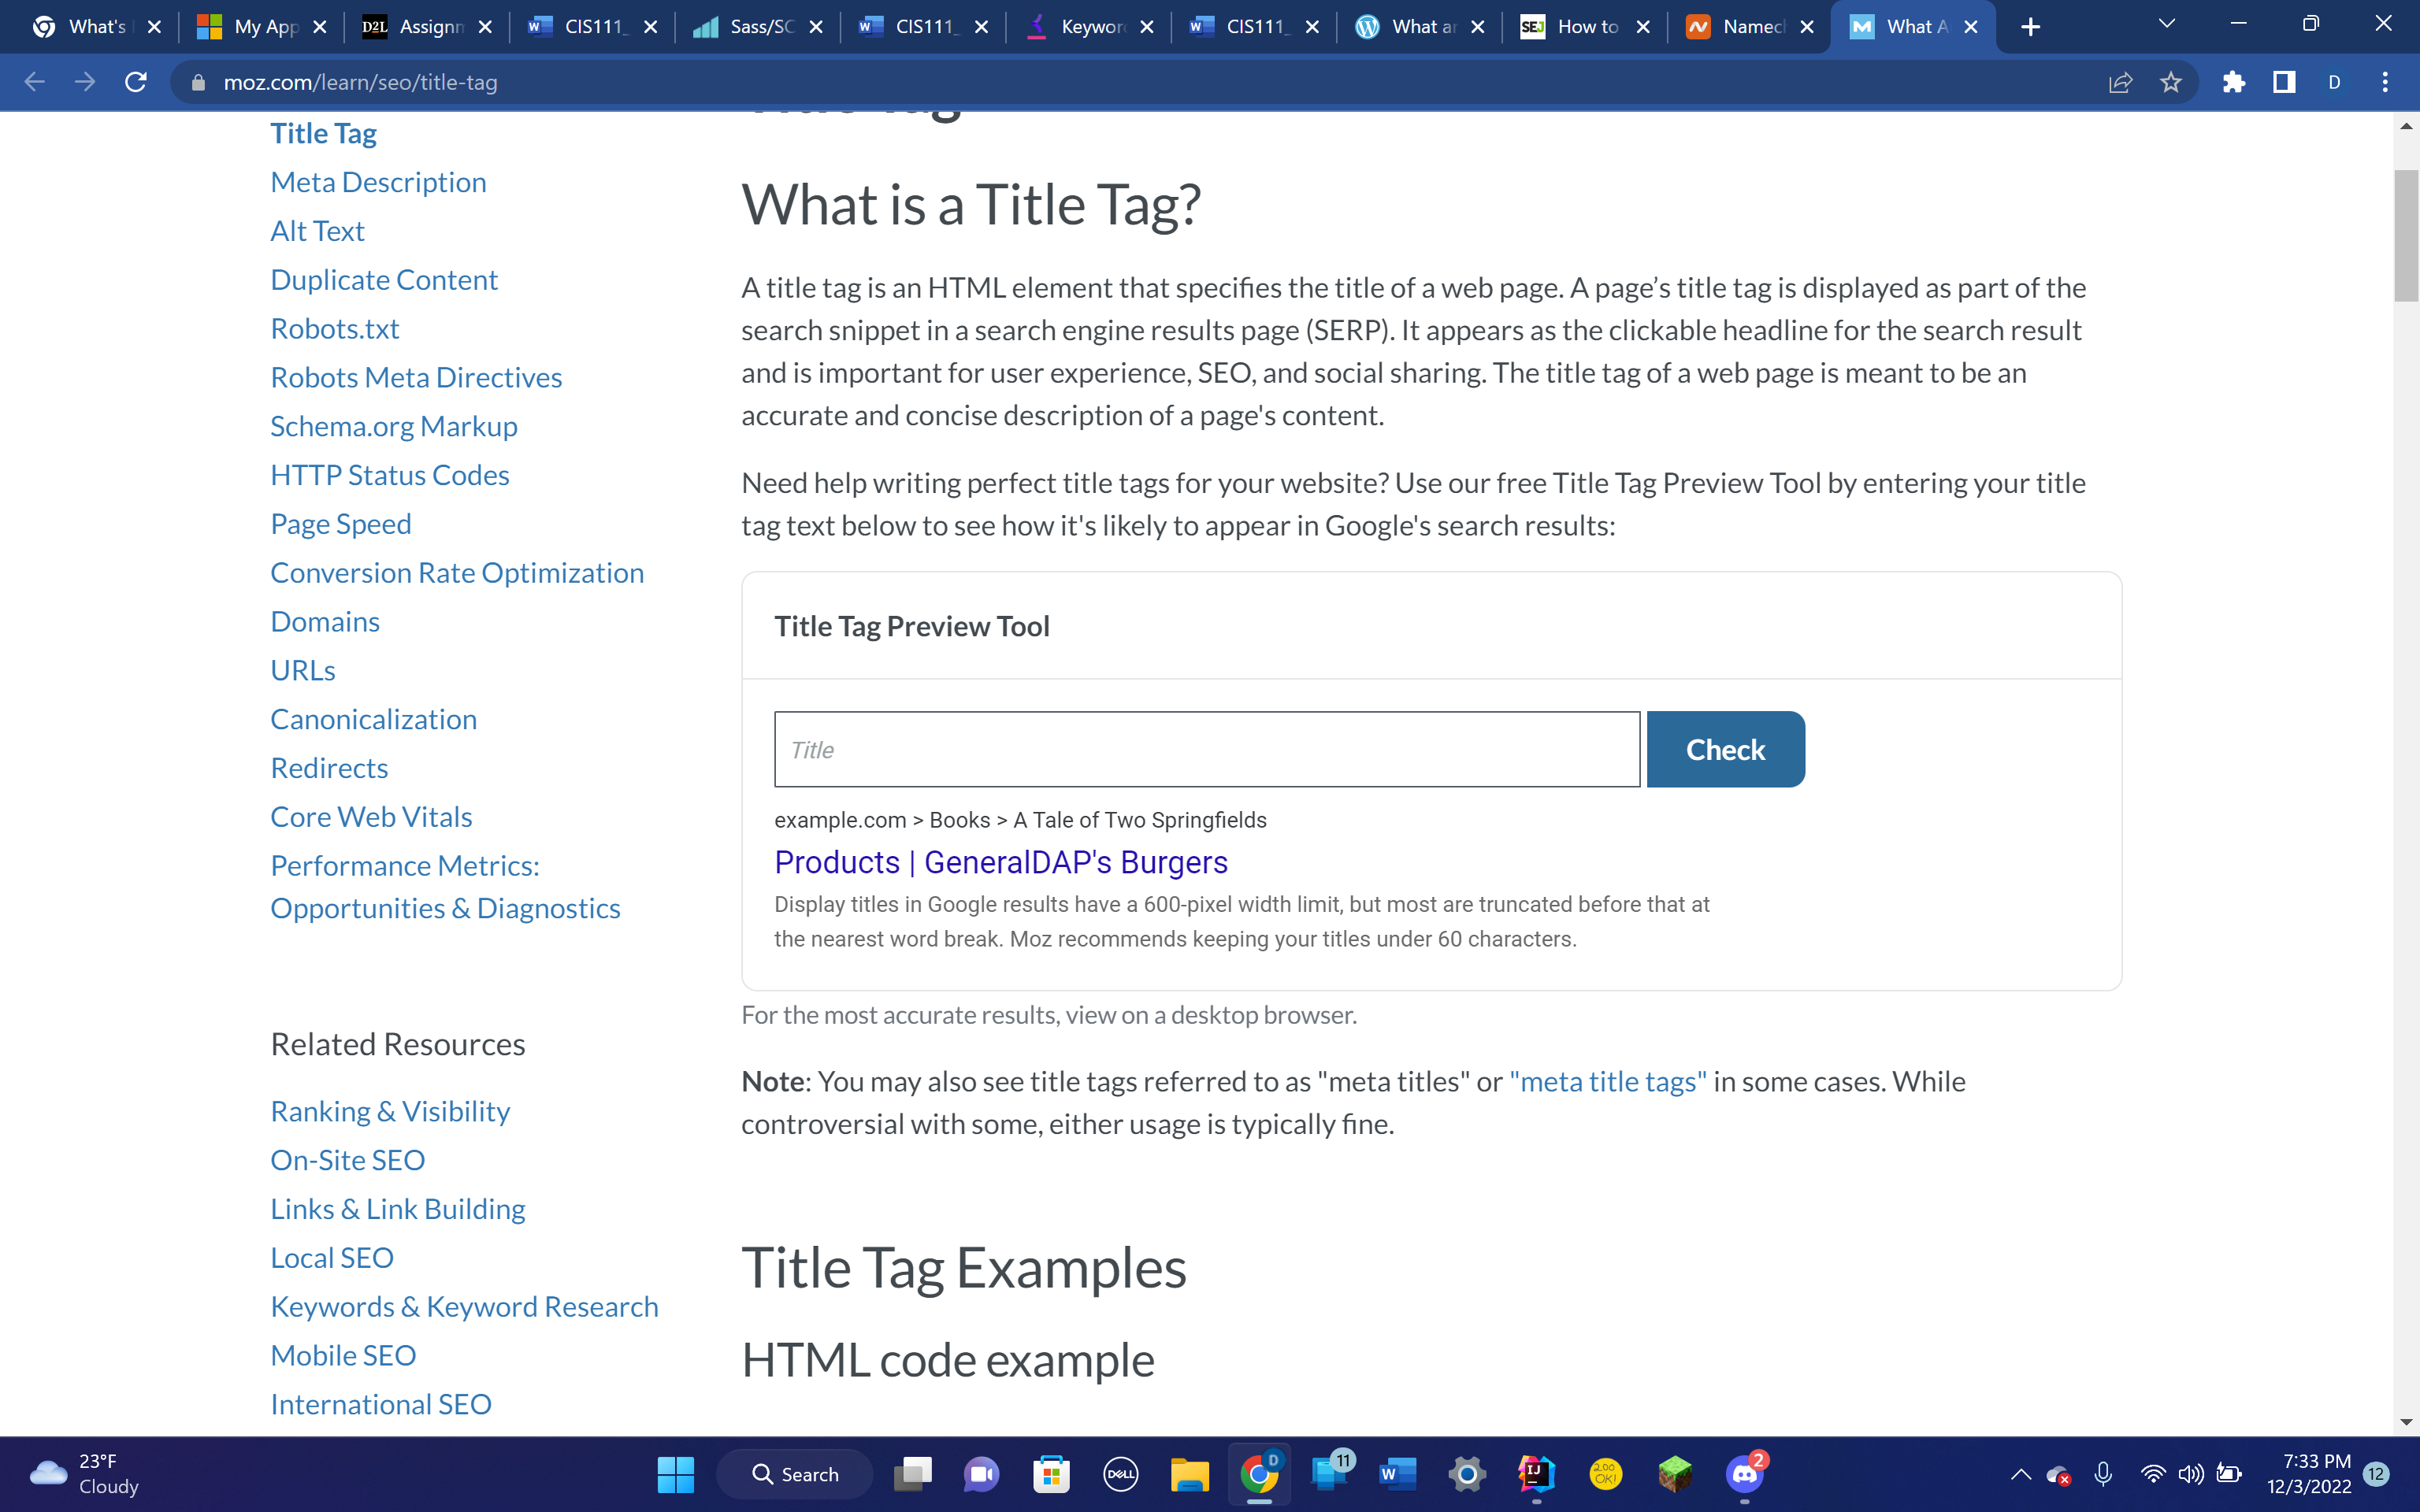 What's
My App
Assignm
CIS111_
Sass/SC
CIS111_
Keywor
CIS111_
What ar
How to
Namec
What A
moz.com/learn/seo/title-tag
D
Title Tag
Meta Description
Alt Text
Duplicate Content
Robots.txt
Robots Meta Directives
Schema.org Markup
HTTP Status Codes
Page Speed
Conversion Rate Optimization
Domains
URLs
Canonicalization
Redirects
Core Web Vitals
Performance Metrics:
Opportunities & Diagnostics
Related Resources
Ranking & Visibility
On-Site SEO
Links & Link Building
Local SEO
Keywords & Keyword Research
Mobile SEO
International SEO
Title Tag
What is a Title Tag?
A title tag is an HTML element that specifies the title of a web page. A page’s title tag is displayed as part of the
search snippet in a search engine results page (SERP). It appears as the clickable headline for the search result
and is important for user experience, SEO, and social sharing. The title tag of a web page is meant to be an
accurate and concise description of a page's content.
Need help writing perfect title tags for your website? Use our free Title Tag Preview Tool by entering your title
tag text below to see how it's likely to appear in Google's search results:
Title Tag Preview Tool
Title
Check
example.com > Books > A Tale of Two Springfields
Products | GeneralDAP's Burgers
Display titles in Google results have a 600-pixel width limit, but most are truncated before that at
the nearest word break. Moz recommends keeping your titles under 60 characters.
For the most accurate results, view on a desktop browser.
Note: You may also see title tags referred to as "meta titles" or "meta title tags" in some cases. While
controversial with some, either usage is typically fine.
Title Tag Examples
HTML code example
23°F
Cloudy
Search
DELL
D
11
W
IJ
200
OK!
2
7:33 PM
12/3/2022
12